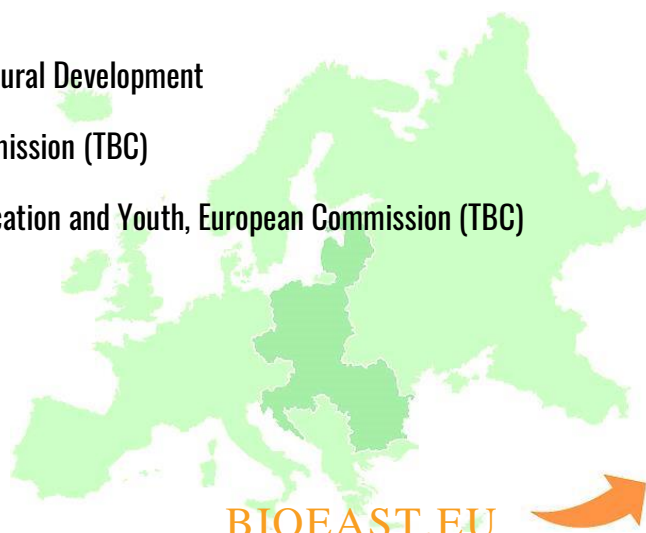 ural Development
nission (TBC)
cation and Youth, European Commission (TBC)
BIOEAST.EU